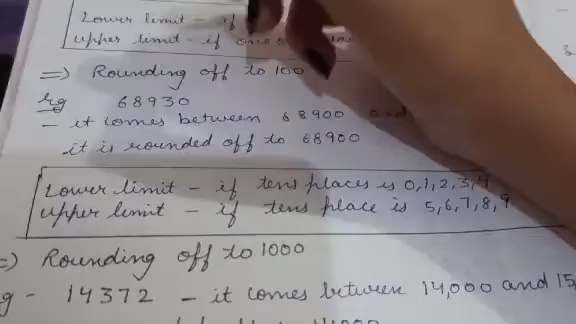 Lower limit - if
Upper limit - if
=> Rounding off to 100
eg 68930
- it comes between 68900 and
it is rounded off to 68900
Lower limit - if tens places is 0,1,2,3,4
Upper limit - if tens place is 5,6,7,8,9
=) Rounding off to 1000
g - 14372 - it comes between 14,000 and 15,